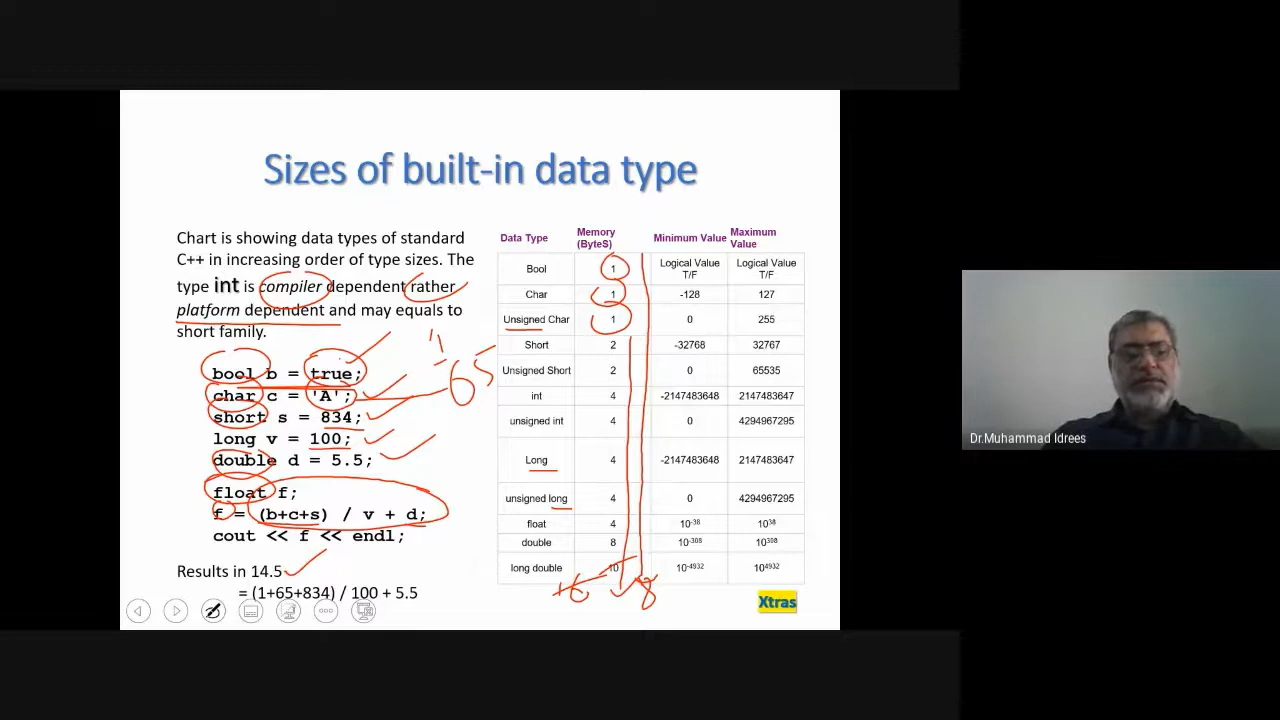 Sizes of built-in data type
Chart is showing data types of standard
C++ in increasing order of type sizes. The
type int is compiler dependent rather
platform dependent and may equals to
short family.
bool b = true;
char c = 'A';
short s = 834;
long v = 100;
double d = 5.5;
float f;
f = (b+c+s) / v + d;
cout << f << endl;
Results in 14.5
= (1+65+834) / 100 + 5.5
65
Data Type Memory (ByteS) Minimum Value Maximum Value
Bool 1 Logical Value T/F Logical Value T/F
Char 1 -128 127
Unsigned Char 1 0 255
Short 2 -32768 32767
Unsigned Short 2 0 65535
int 4 -2147483648 2147483647
unsigned int 4 0 4294967295
Long 4 -2147483648 2147483647
unsigned long 4 0 4294967295
float 4 10-38 1038
double 8 10-308 10308
long double 10 10-4932 104932
8
Xtras
Dr.Muhammad Idrees